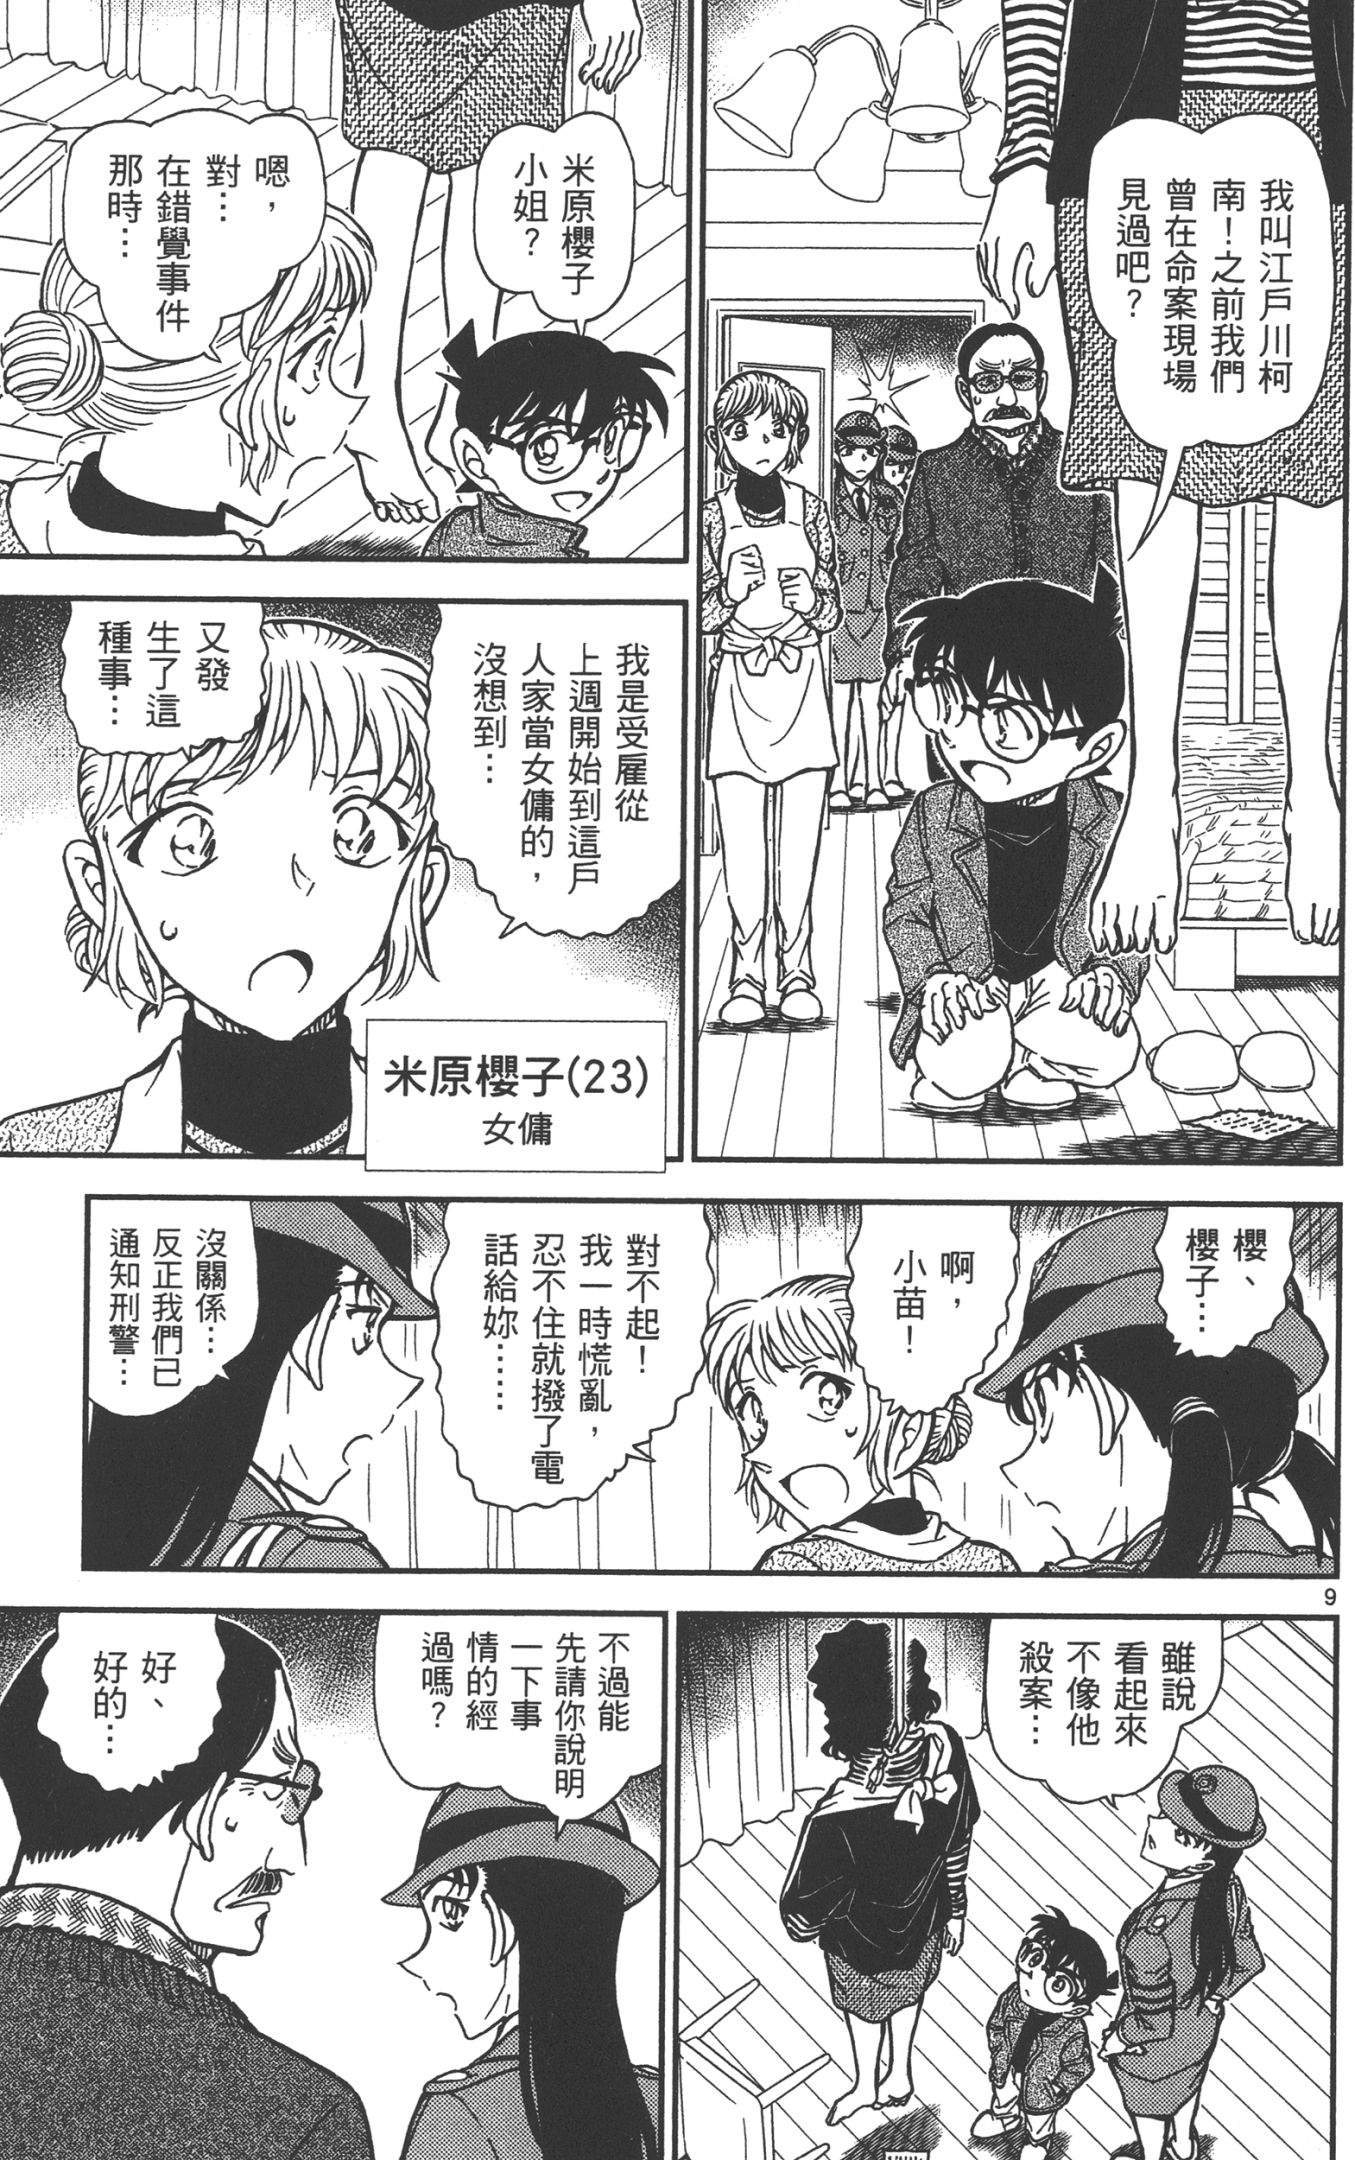 我叫江戶川柯
南！之前我們
曾在命案現場
見過吧？
米原櫻子
小姐？
嗯，
對…
在錯覺事件
那時…
我是受雇從
上週開始到這戶
人家當女傭的，
沒想到…
又發
生了這
種事…
米原櫻子(23)
女傭
櫻、
櫻子…
啊，
小苗！
對不起！
我一時慌亂，
忍不住就撥了電
話給妳……
沒關係…
反正我們已
通知刑警…
9
雖說
看起來
不像他
殺案…
不過能
先請你說明
一下事
情的經
過嗎？
好、
好的…